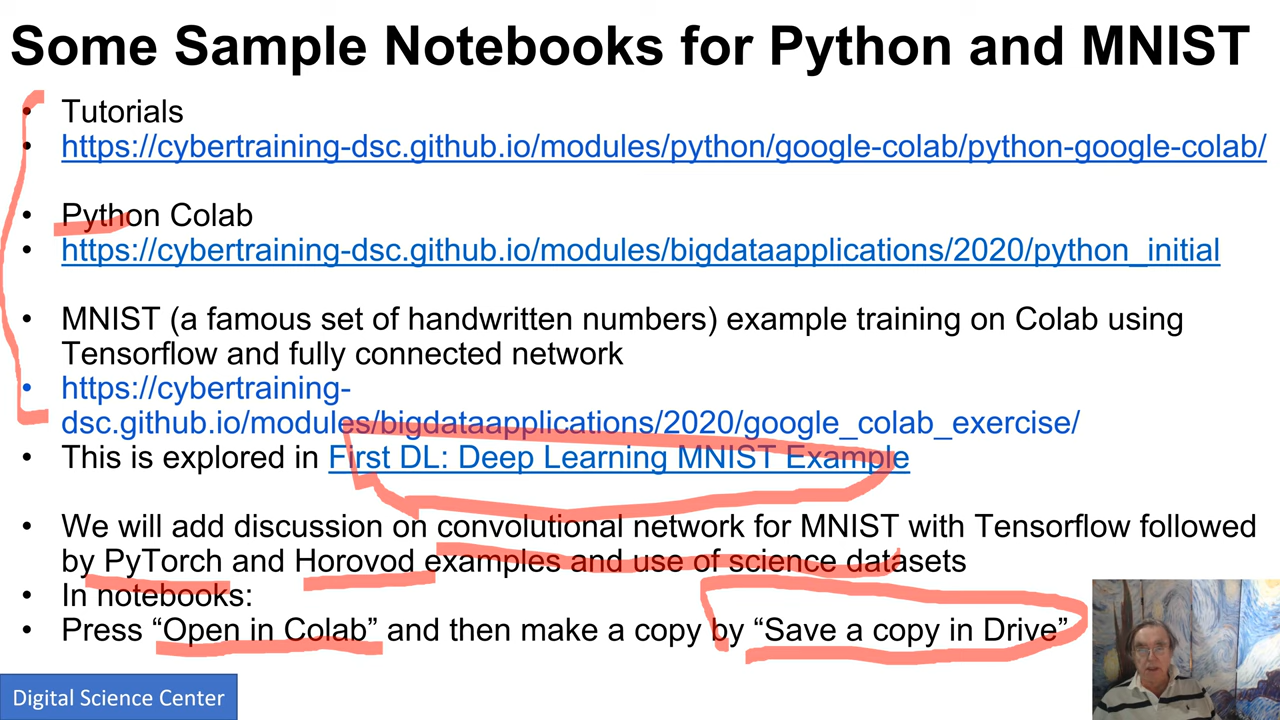 Some Sample Notebooks for Python and MNIST
• Tutorials
• https://cybertraining-dsc.github.io/modules/python/google-colab/python-google-colab/
• Python Colab
• https://cybertraining-dsc.github.io/modules/bigdataapplications/2020/python_initial
• MNIST (a famous set of handwritten numbers) example training on Colab using
Tensorflow and fully connected network
• https://cybertraining-
dsc.github.io/modules/bigdataapplications/2020/google_colab_exercise/
• This is explored in First DL: Deep Learning MNIST Example
• We will add discussion on convolutional network for MNIST with Tensorflow followed
by PyTorch and Horovod examples and use of science datasets
• In notebooks:
• Press “Open in Colab” and then make a copy by “Save a copy in Drive”
Digital Science Center